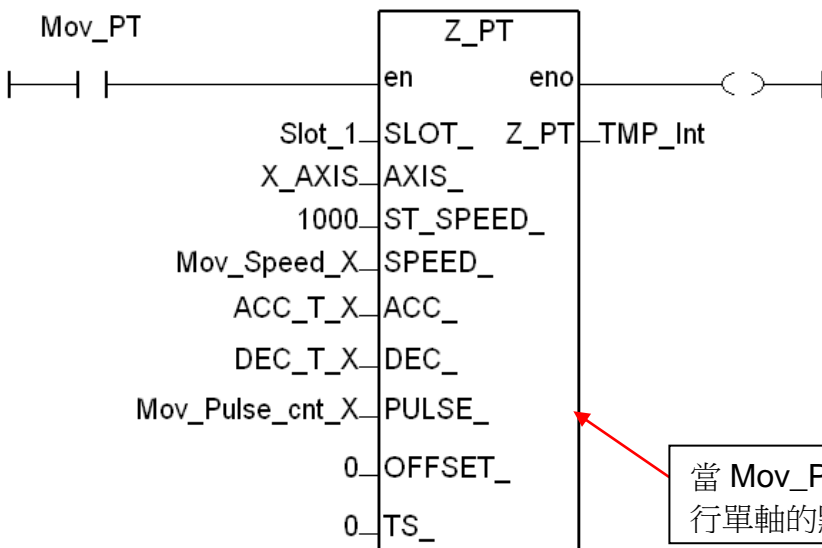 Mov_PT
Z_PT
en eno
Slot_1 SLOT_ Z_PT TMP_Int
X_AXIS AXIS_
1000 ST_SPEED_
Mov_Speed_X SPEED_
ACC_T_X ACC_
DEC_T_X DEC_
Mov_Pulse_cnt_X PULSE_
0 OFFSET_
0 TS_
當 Mov_P
行單軸的